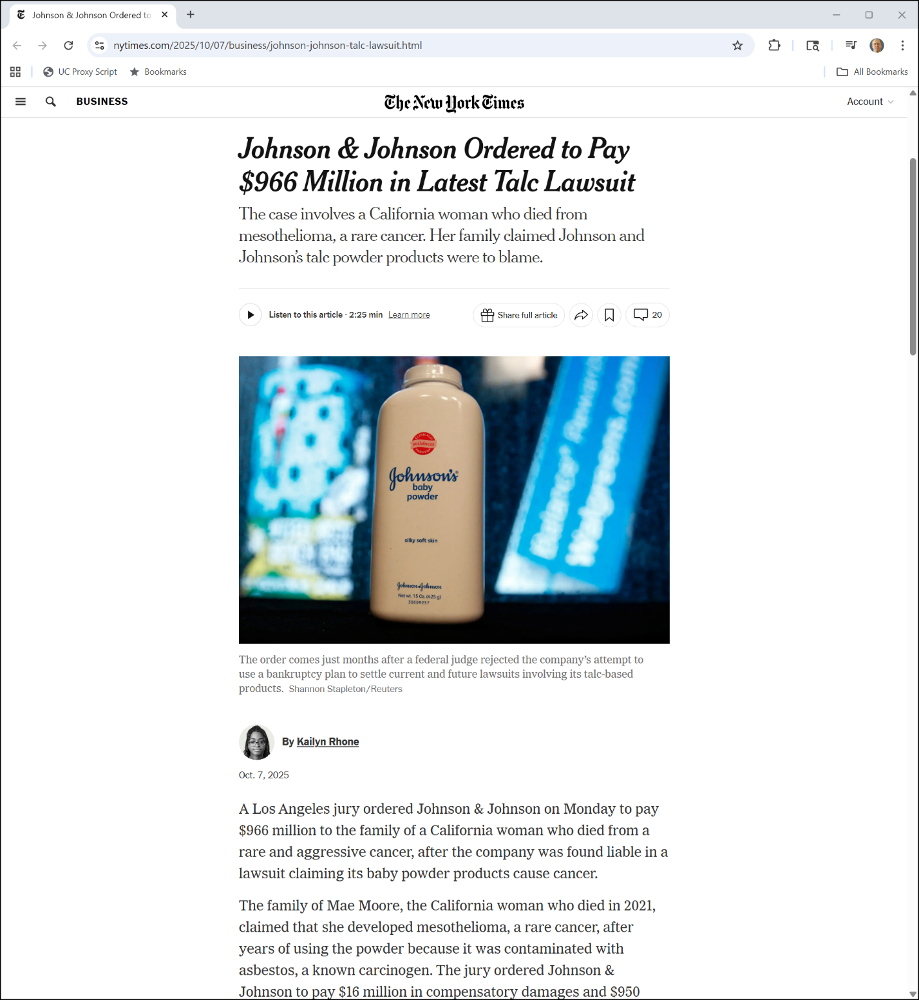 Johnson & Johnson Ordered to
nytimes.com/2025/10/07/business/johnson-johnson-talc-lawsuit.html
UC Proxy Script
Bookmarks
All Bookmarks
BUSINESS
The New York Times
Account
Johnson & Johnson Ordered to Pay
$966 Million in Latest Talc Lawsuit
The case involves a California woman who died from
mesothelioma, a rare cancer. Her family claimed Johnson and
Johnson’s talc powder products were to blame.
Listen to this article · 2:25 min Learn more
Share full article
20
CLINICALLY
mildness
PROVEN
Johnson's®
baby
powder
silky soft skin
Johnson & Johnson
Net wt. 15 Oz. (425 g)
30009257
The order comes just months after a federal judge rejected the company’s attempt to
use a bankruptcy plan to settle current and future lawsuits involving its talc-based
products. Shannon Stapleton/Reuters
By Kailyn Rhone
Oct. 7, 2025
A Los Angeles jury ordered Johnson & Johnson on Monday to pay
$966 million to the family of a California woman who died from a
rare and aggressive cancer, after the company was found liable in a
lawsuit claiming its baby powder products cause cancer.
The family of Mae Moore, the California woman who died in 2021,
claimed that she developed mesothelioma, a rare cancer, after
years of using the powder because it was contaminated with
asbestos, a known carcinogen. The jury ordered Johnson &
Johnson to pay $16 million in compensatory damages and $950